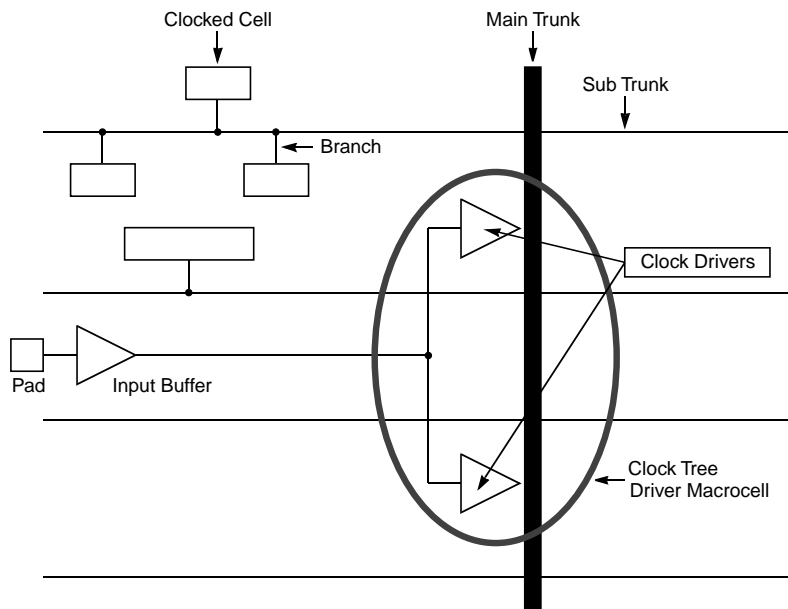 Clocked Cell
Main Trunk
Sub Trunk
Branch
Clock Drivers
Pad
Input Buffer
Clock Tree
Driver Macrocell